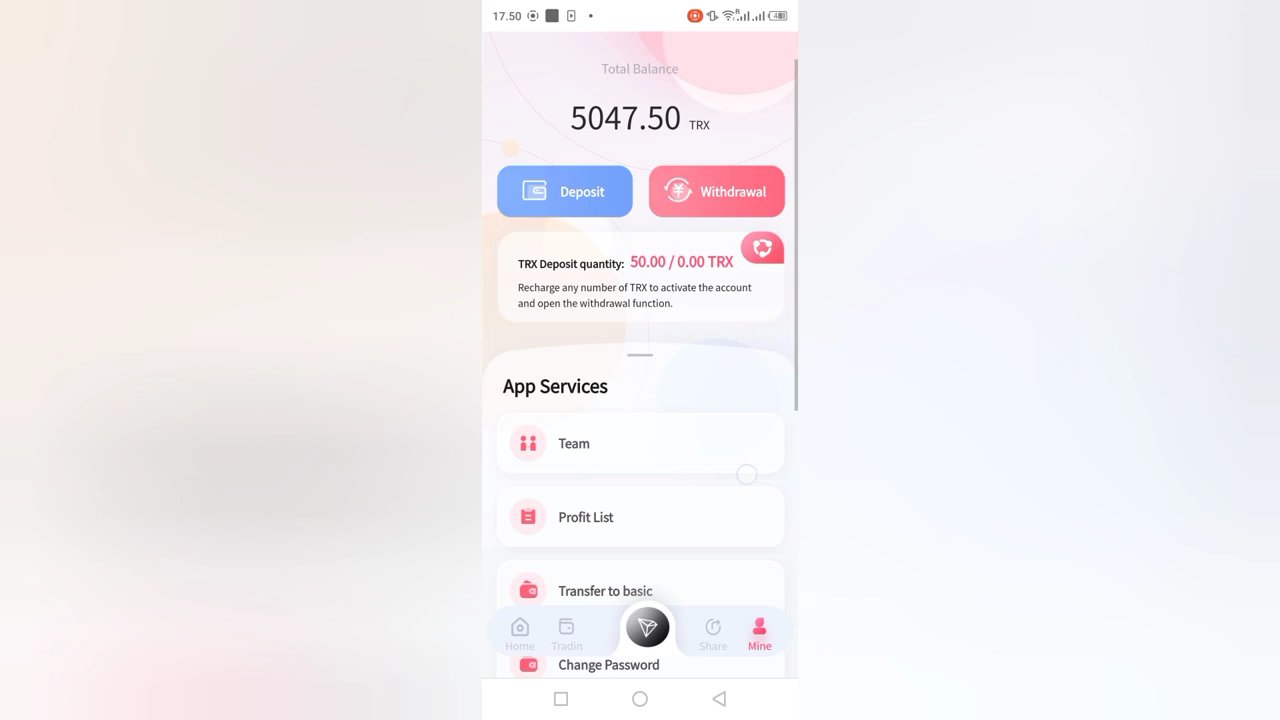 17.50
R
48
Total Balance
5047.50 TRX
Deposit
Withdrawal
TRX Deposit quantity: 50.00 / 0.00 TRX
Recharge any number of TRX to activate the account
and open the withdrawal function.
App Services
Team
Profit List
Transfer to basic
Home
Tradin
Share
Mine
Change Password